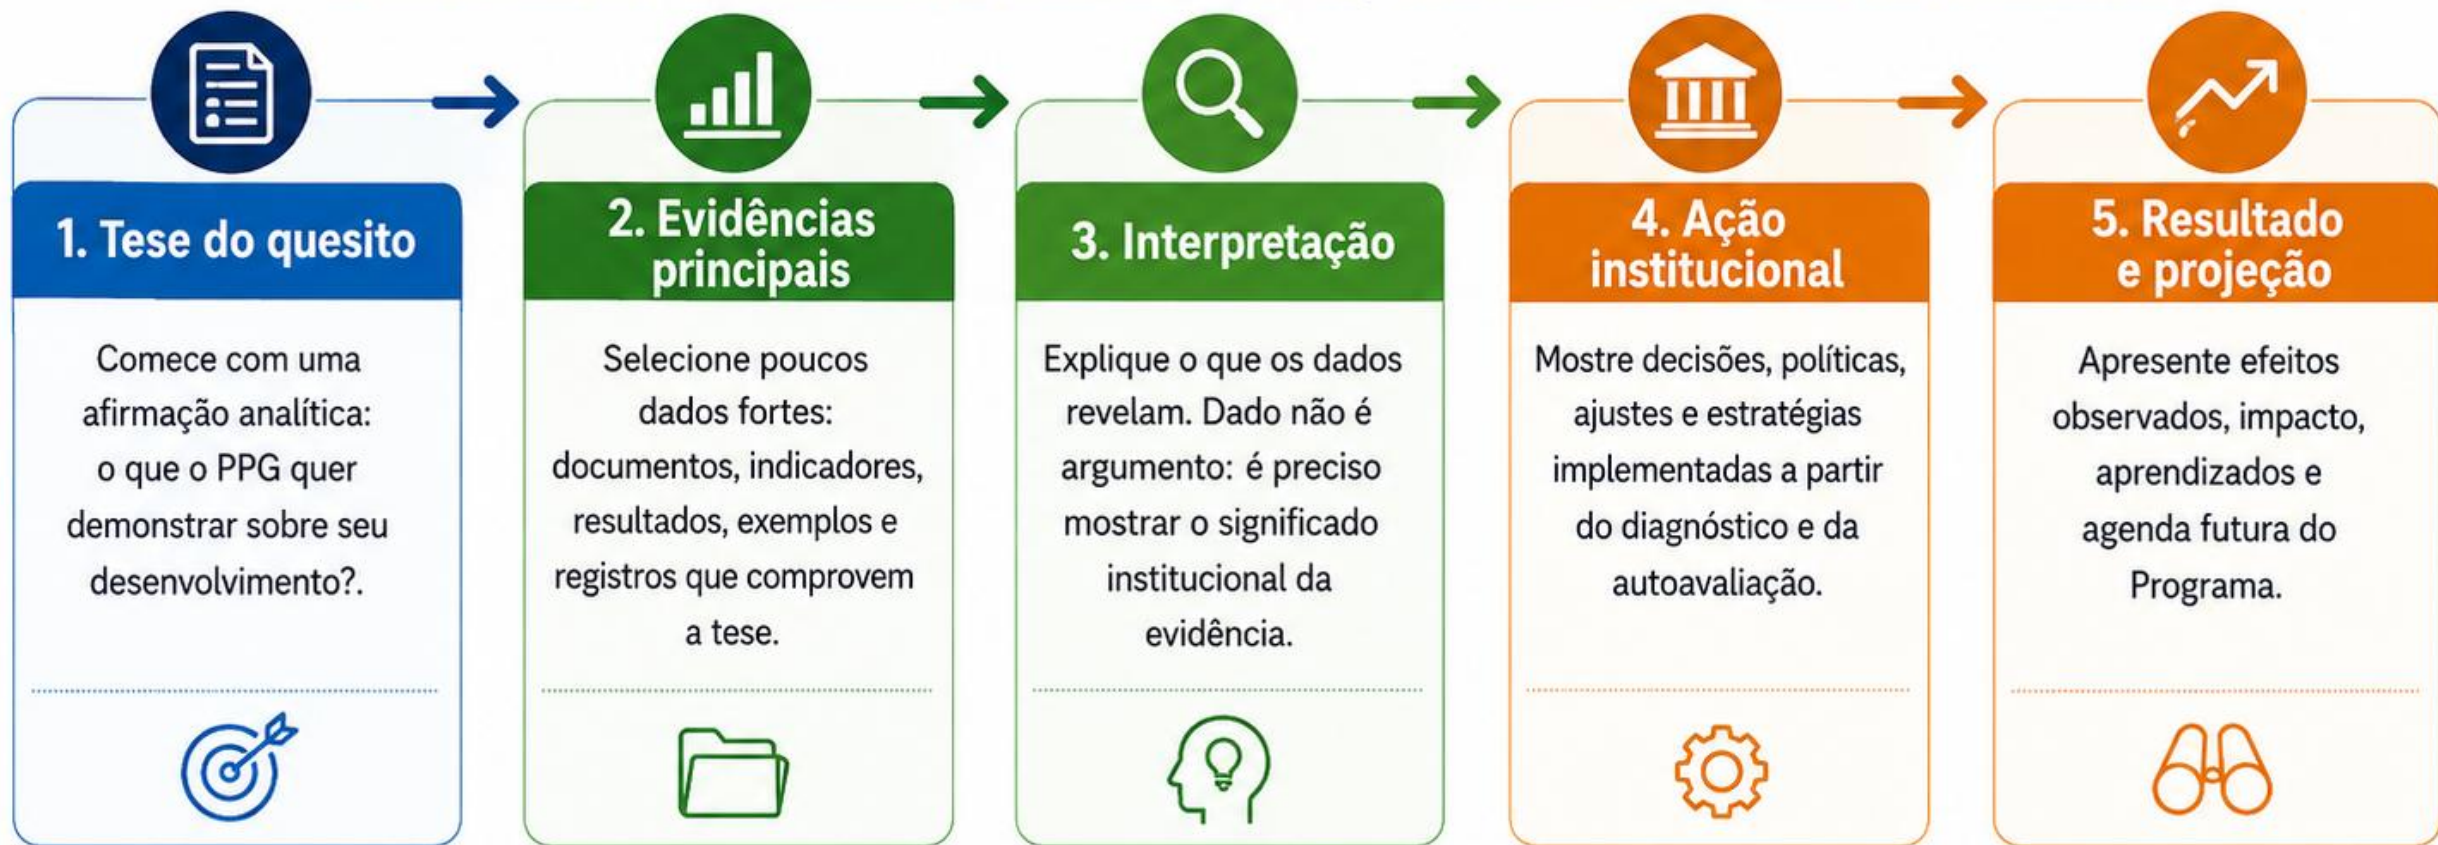 1. Tese do quesito
Comece com uma
afirmação analítica:
o que o PPG quer
demonstrar sobre seu
desenvolvimento?.
2. Evidências
principais
Selecione poucos
dados fortes:
documentos, indicadores,
resultados, exemplos e
registros que comprovem
a tese.
3. Interpretação
Explique o que os dados
revelam. Dado não é
argumento: é preciso
mostrar o significado
institucional da
evidência.
4. Ação
institucional
Mostre decisões, políticas,
ajustes e estratégias
implementadas a partir
do diagnóstico e da
autoavaliação.
5. Resultado
e projeção
Apresente efeitos
observados, impacto,
aprendizados e
agenda futura do
Programa.